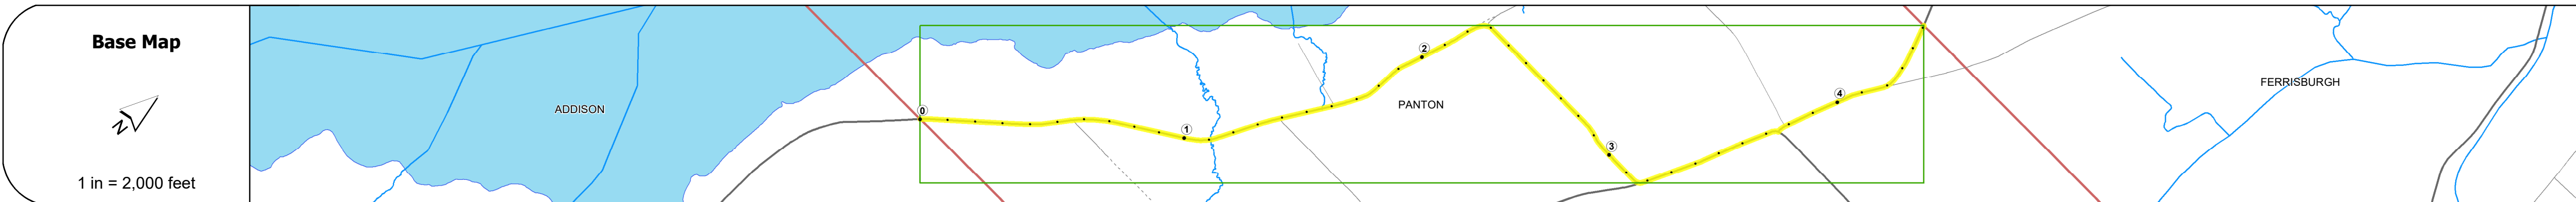 Base Map
N
1 in = 2,000 feet
ADDISON
0
1
2
PANTON
3
4
FERRISBURGH